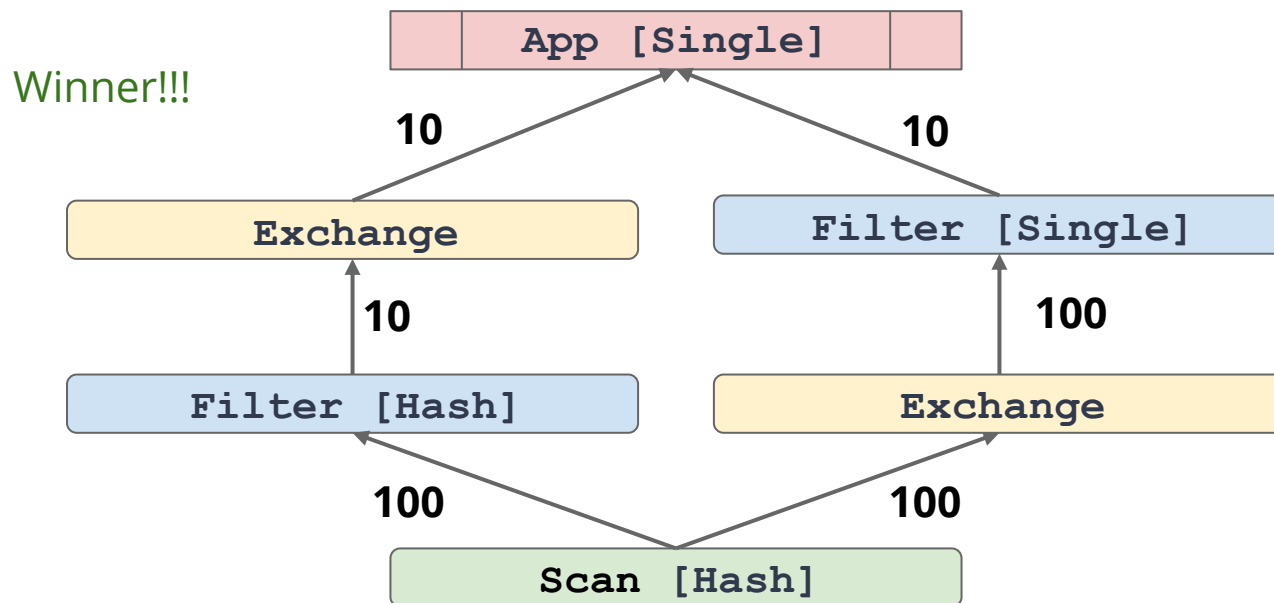 App [Single]
Winner!!!
10
10
Exchange
Filter [Single]
10
100
Filter [Hash]
Exchange
100
100
Scan [Hash]